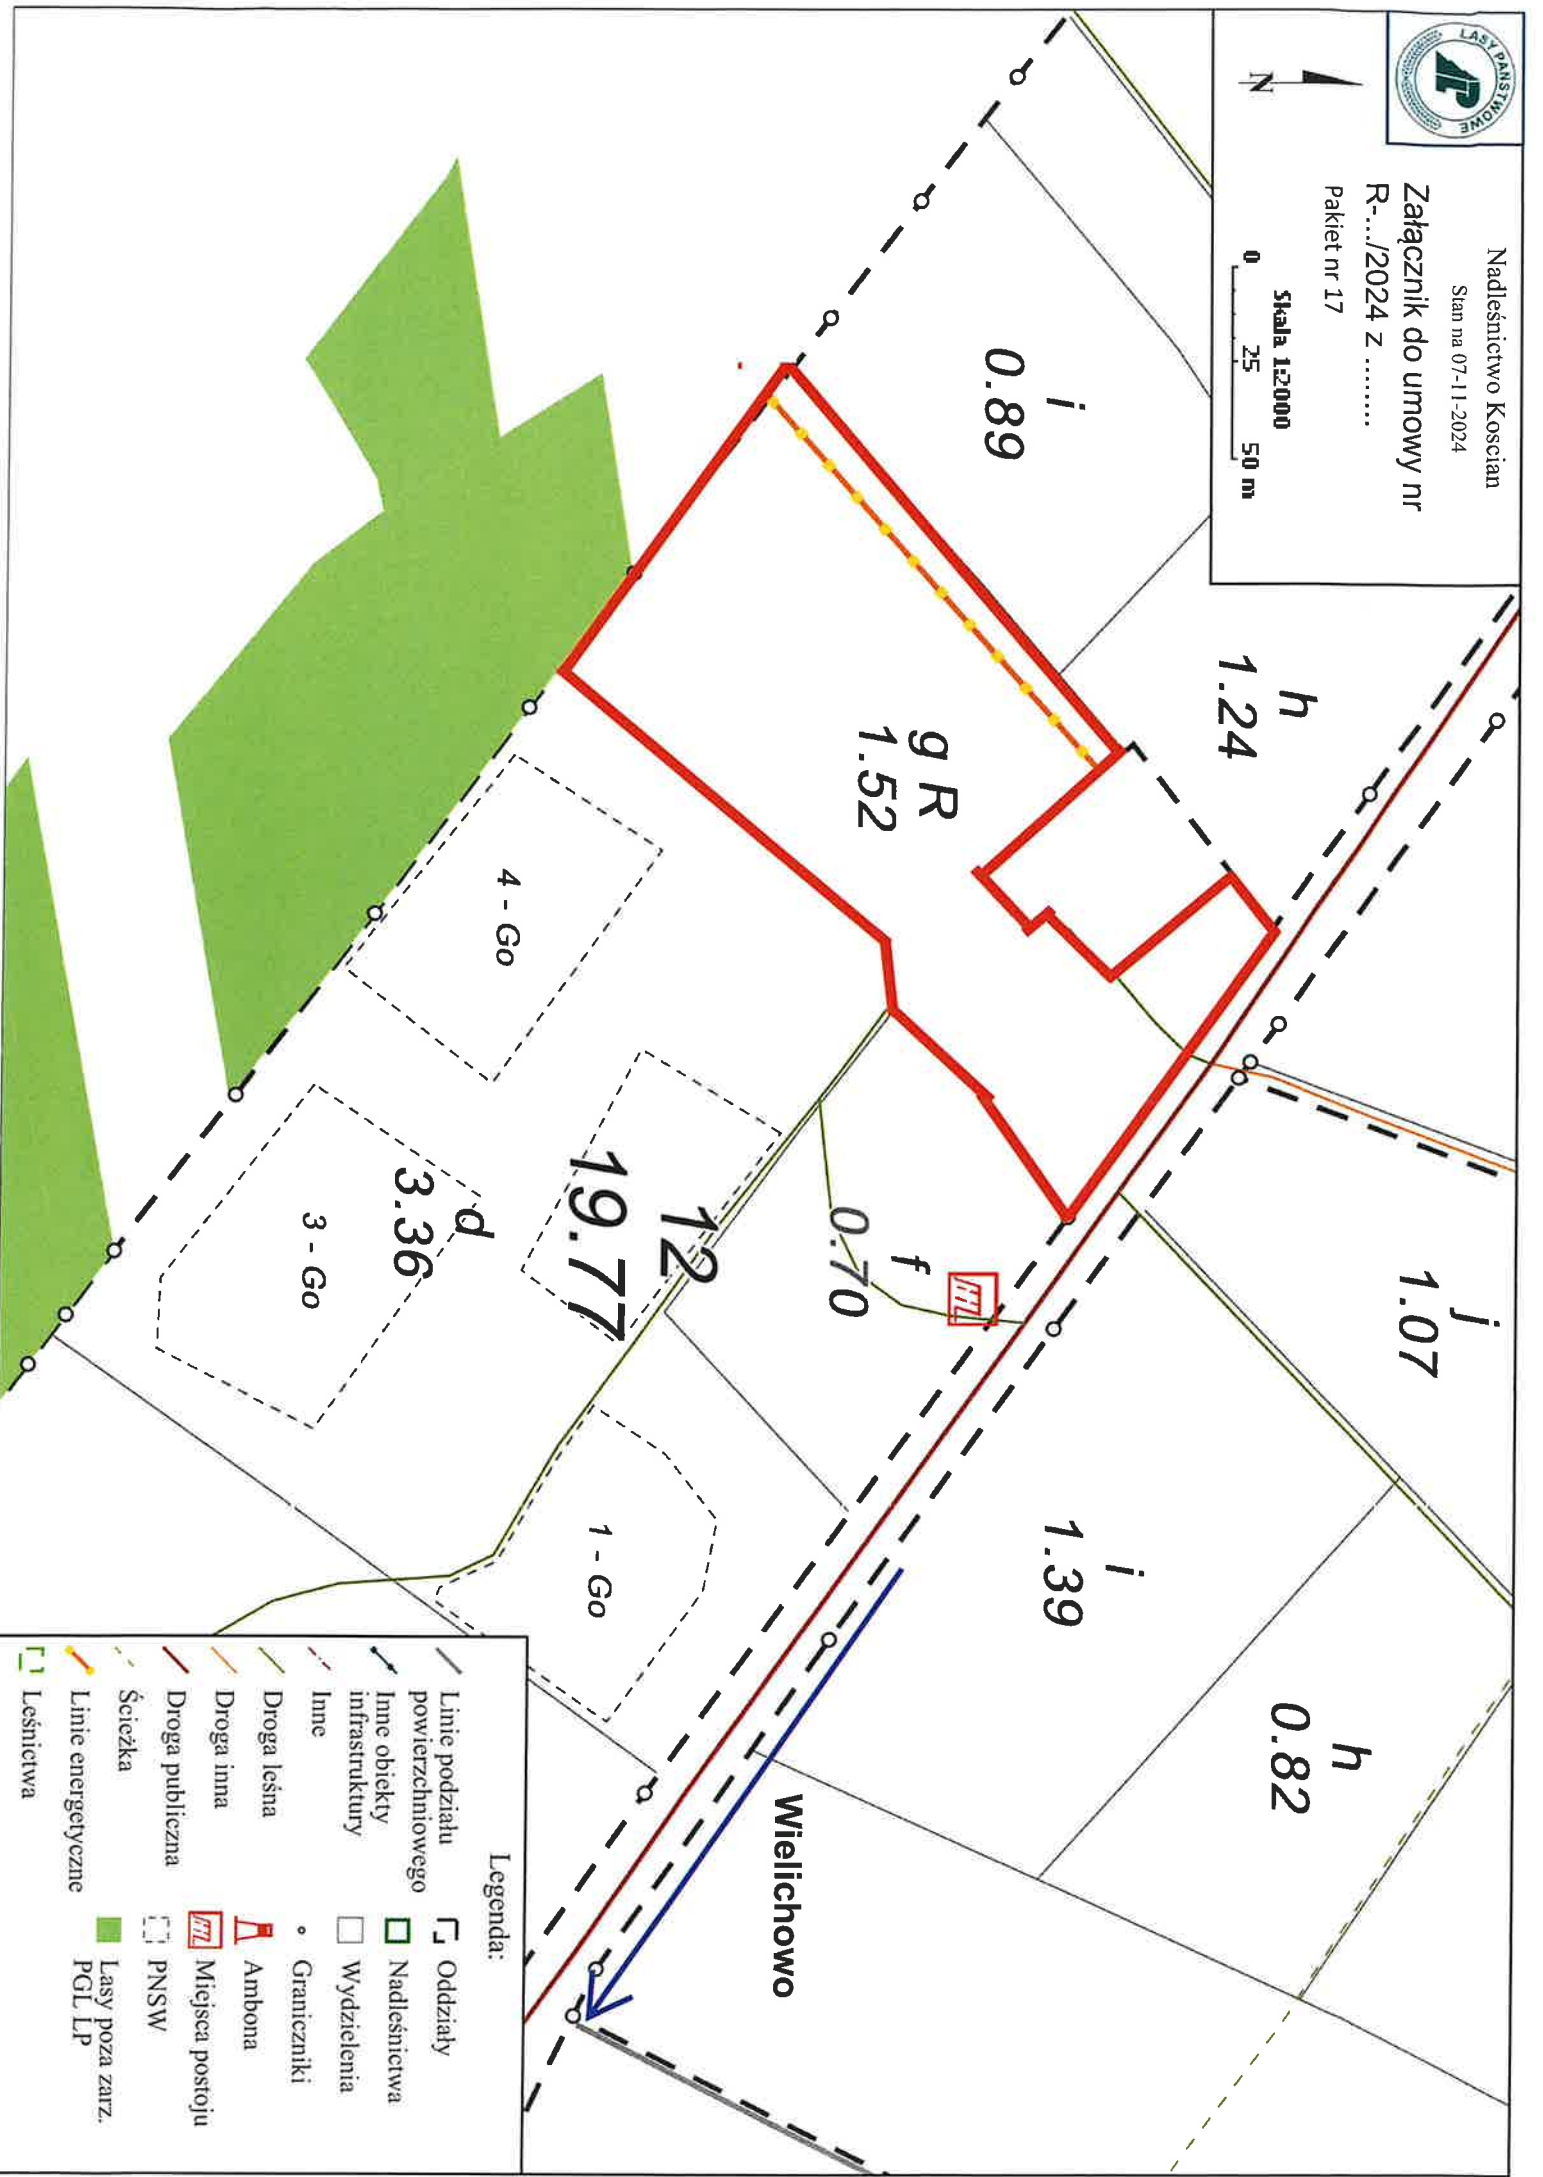 LASY PAŃSTWOWE
LP
N
Nadleśnictwo Koscian
Stan na 07-11-2024
Załącznik do umowy nr
R-.../2024 z ........
Pakiet nr 17
Skala 1:2000
0 25 50 m
i
0.89
h
1.24
g R
1.52
j
1.07
i
1.39
h
0.82
f
0.70
12
19.77
d
3.36
4 - Go
3 - Go
1 - Go
Wielichowo
Legenda:
Linie podziału
powierzchniowego
Inne obiekty
infrastruktury
Inne
Droga leśna
Droga inna
Droga publiczna
Ścieżka
Linie energetyczne
Leśnictwa
Oddziały
Nadleśnictwa
Wydzielenia
Graniczniki
Ambona
Miejsca postoju
PNSW
Lasy poza zarz.
PGL LP